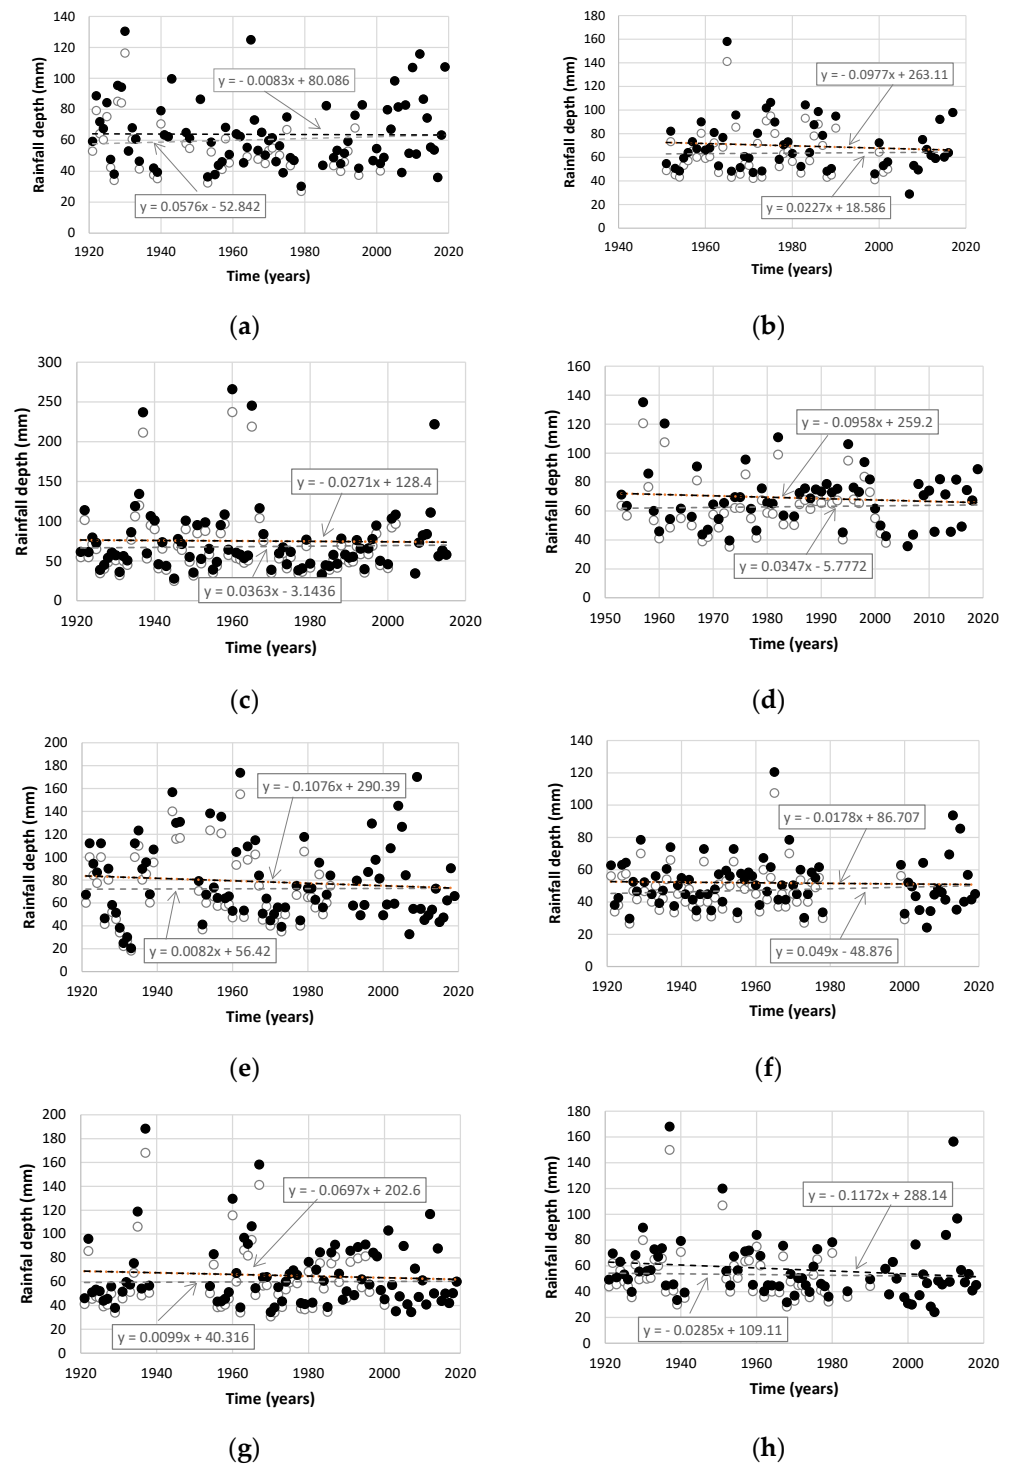 140
120
100
80
60
40
20
0
Rainfall depth (mm)
y = - 0.0083x + 80.086
y = 0.0576x - 52.842
1920 1940 1960 1980 2000 2020
Time (years)
(a)
180
160
140
120
100
80
60
40
20
0
Rainfall depth (mm)
y = - 0.0977x + 263.11
y = 0.0227x + 18.586
1940 1960 1980 2000 2020
Time (years)
(b)
300
250
200
150
100
50
0
Rainfall depth (mm)
y = - 0.0271x + 128.4
y = 0.0363x - 3.1436
1920 1940 1960 1980 2000 2020
Time (years)
(c)
160
140
120
100
80
60
40
20
0
Rainfall depth (mm)
y = - 0.0958x + 259.2
y = 0.0347x - 5.7772
1950 1960 1970 1980 1990 2000 2010 2020
Time (years)
(d)
200
180
160
140
120
100
80
60
40
20
0
Rainfall depth (mm)
y = - 0.1076x + 290.39
y = 0.0082x + 56.42
1920 1940 1960 1980 2000 2020
Time (years)
(e)
140
120
100
80
60
40
20
0
Rainfall depth (mm)
y = - 0.0178x + 86.707
y = 0.049x - 48.876
1920 1940 1960 1980 2000 2020
Time (years)
(f)
200
180
160
140
120
100
80
60
40
20
0
Rainfal depth (mm)
y = - 0.0697x + 202.6
y = 0.0099x + 40.316
1920 1940 1960 1980 2000 2020
Time (years)
(g)
180
160
140
120
100
80
60
40
20
0
Rainfall depth (mm)
y = - 0.1172x + 288.14
y = - 0.0285x + 109.11
1920 1940 1960 1980 2000 2020
Time (years)
(h)